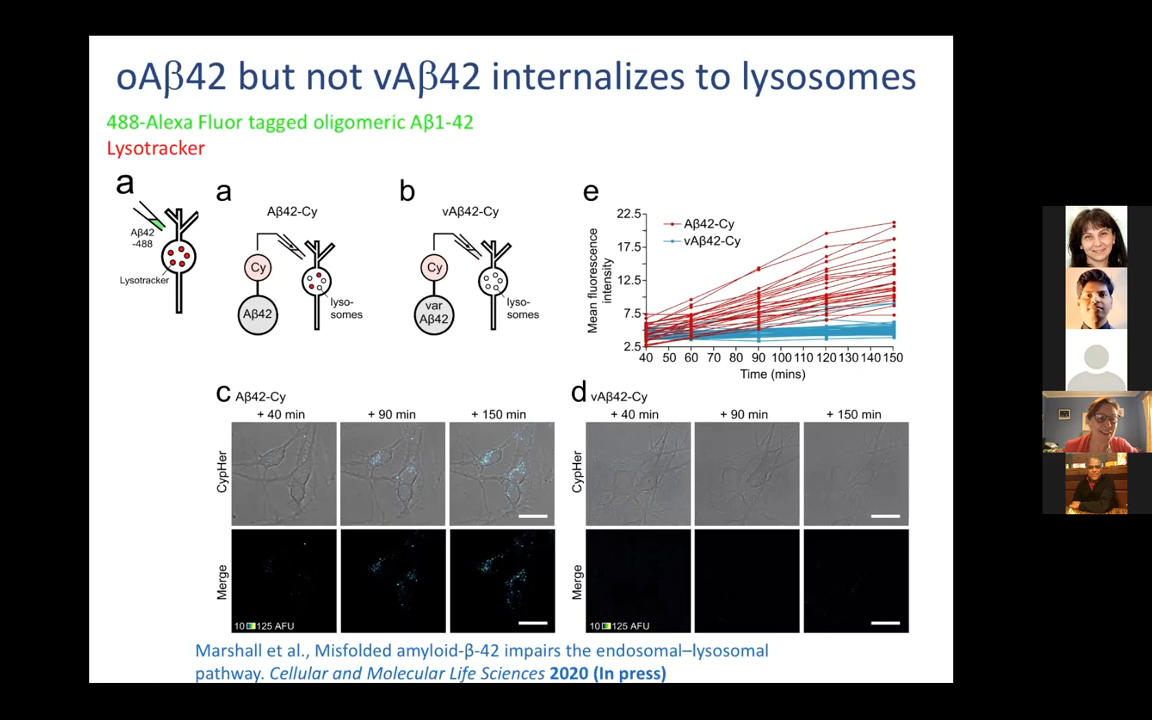 oAβ42 but not vAβ42 internalizes to lysosomes
488-Alexa Fluor tagged oligomeric Aβ1-42
Lysotracker
a
Aβ42
-488
Lysotracker
a
Aβ42-Cy
Cy
Aβ42
lyso-
somes
b
vAβ42-Cy
Cy
var
Aβ42
lyso-
somes
e
Mean fluorescence
intensity
22.5
17.5
12.5
7.5
2.5
Aβ42-Cy
vAβ42-Cy
40 50 60 70 80 90 100 110 120 130 140 150
Time (mins)
c Aβ42-Cy
+ 40 min + 90 min + 150 min
CypHer
Merge
10 125 AFU
d vAβ42-Cy
+ 40 min + 90 min + 150 min
CypHer
Merge
10 125 AFU
Marshall et al., Misfolded amyloid-β-42 impairs the endosomal–lysosomal
pathway. Cellular and Molecular Life Sciences 2020 (In press)